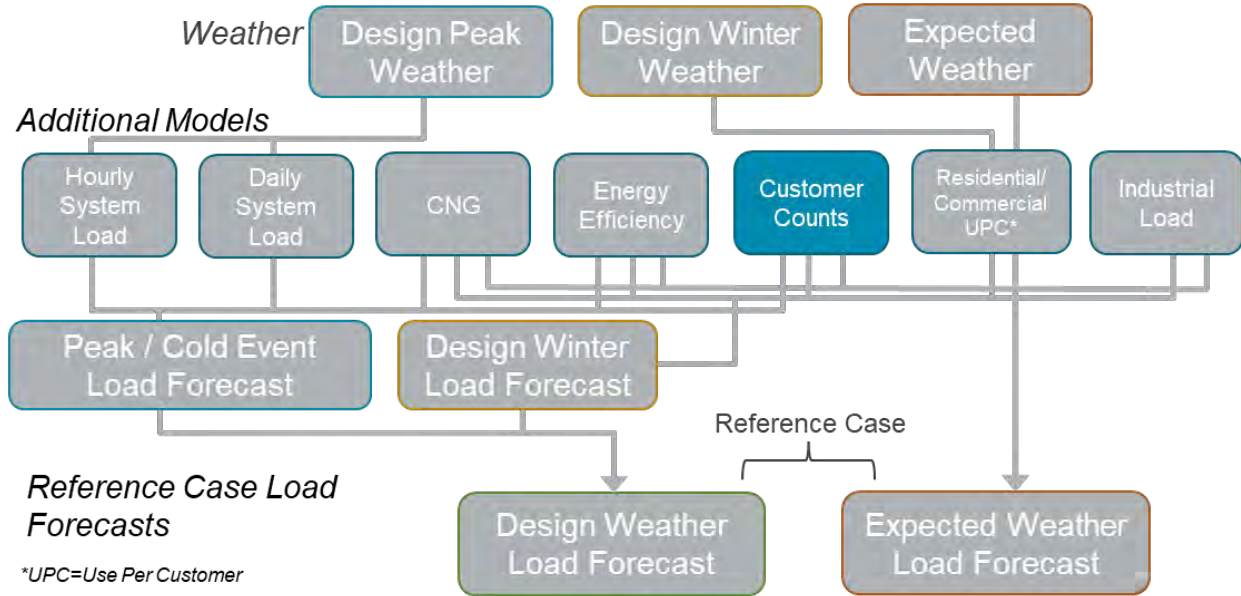 Weather
Design Peak
Weather
Design Winter
Weather
Expected
Weather
Additional Models
Hourly
System
Load
Daily
System
Load
CNG
Energy
Efficiency
Customer
Counts
Residential/
Commercial
UPC*
Industrial
Load
Peak / Cold Event
Load Forecast
Design Winter
Load Forecast
Reference Case
Reference Case Load
Forecasts
Design Weather
Load Forecast
Expected Weather
Load Forecast
*UPC=Use Per Customer